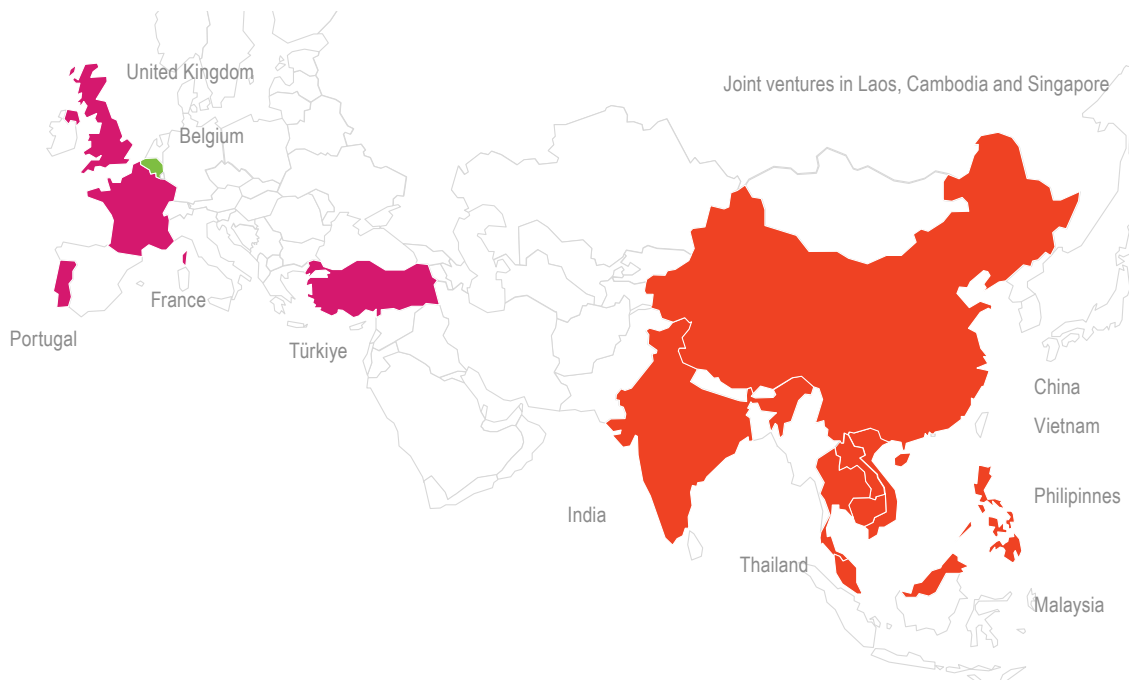 United Kingdom
Joint ventures in Laos, Cambodia and Singapore
Belgium
France
Portugal
Türkiye
China
Vietnam
Philipinnes
India
Thailand
Malaysia